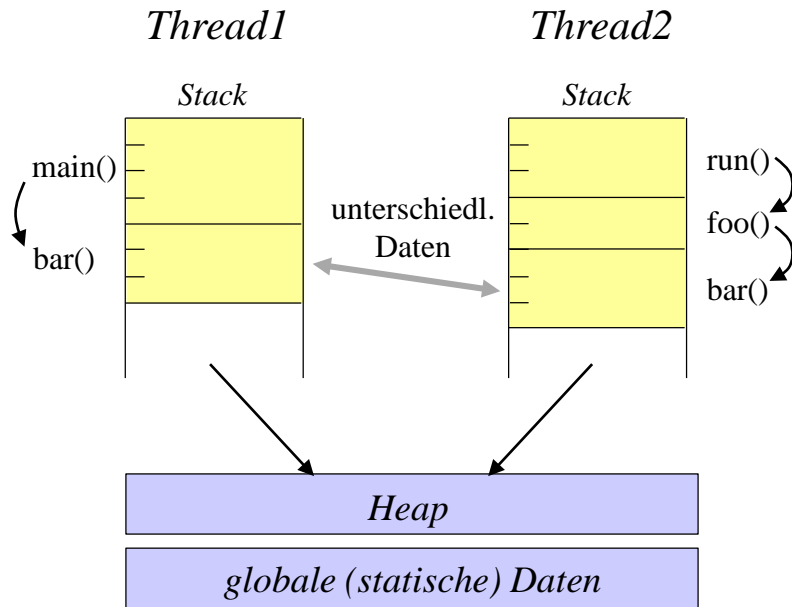 Thread1
Thread2
Stack
Stack
main()
bar()
unterschiedl.
Daten
run()
foo()
bar()
Heap
globale (statische) Daten